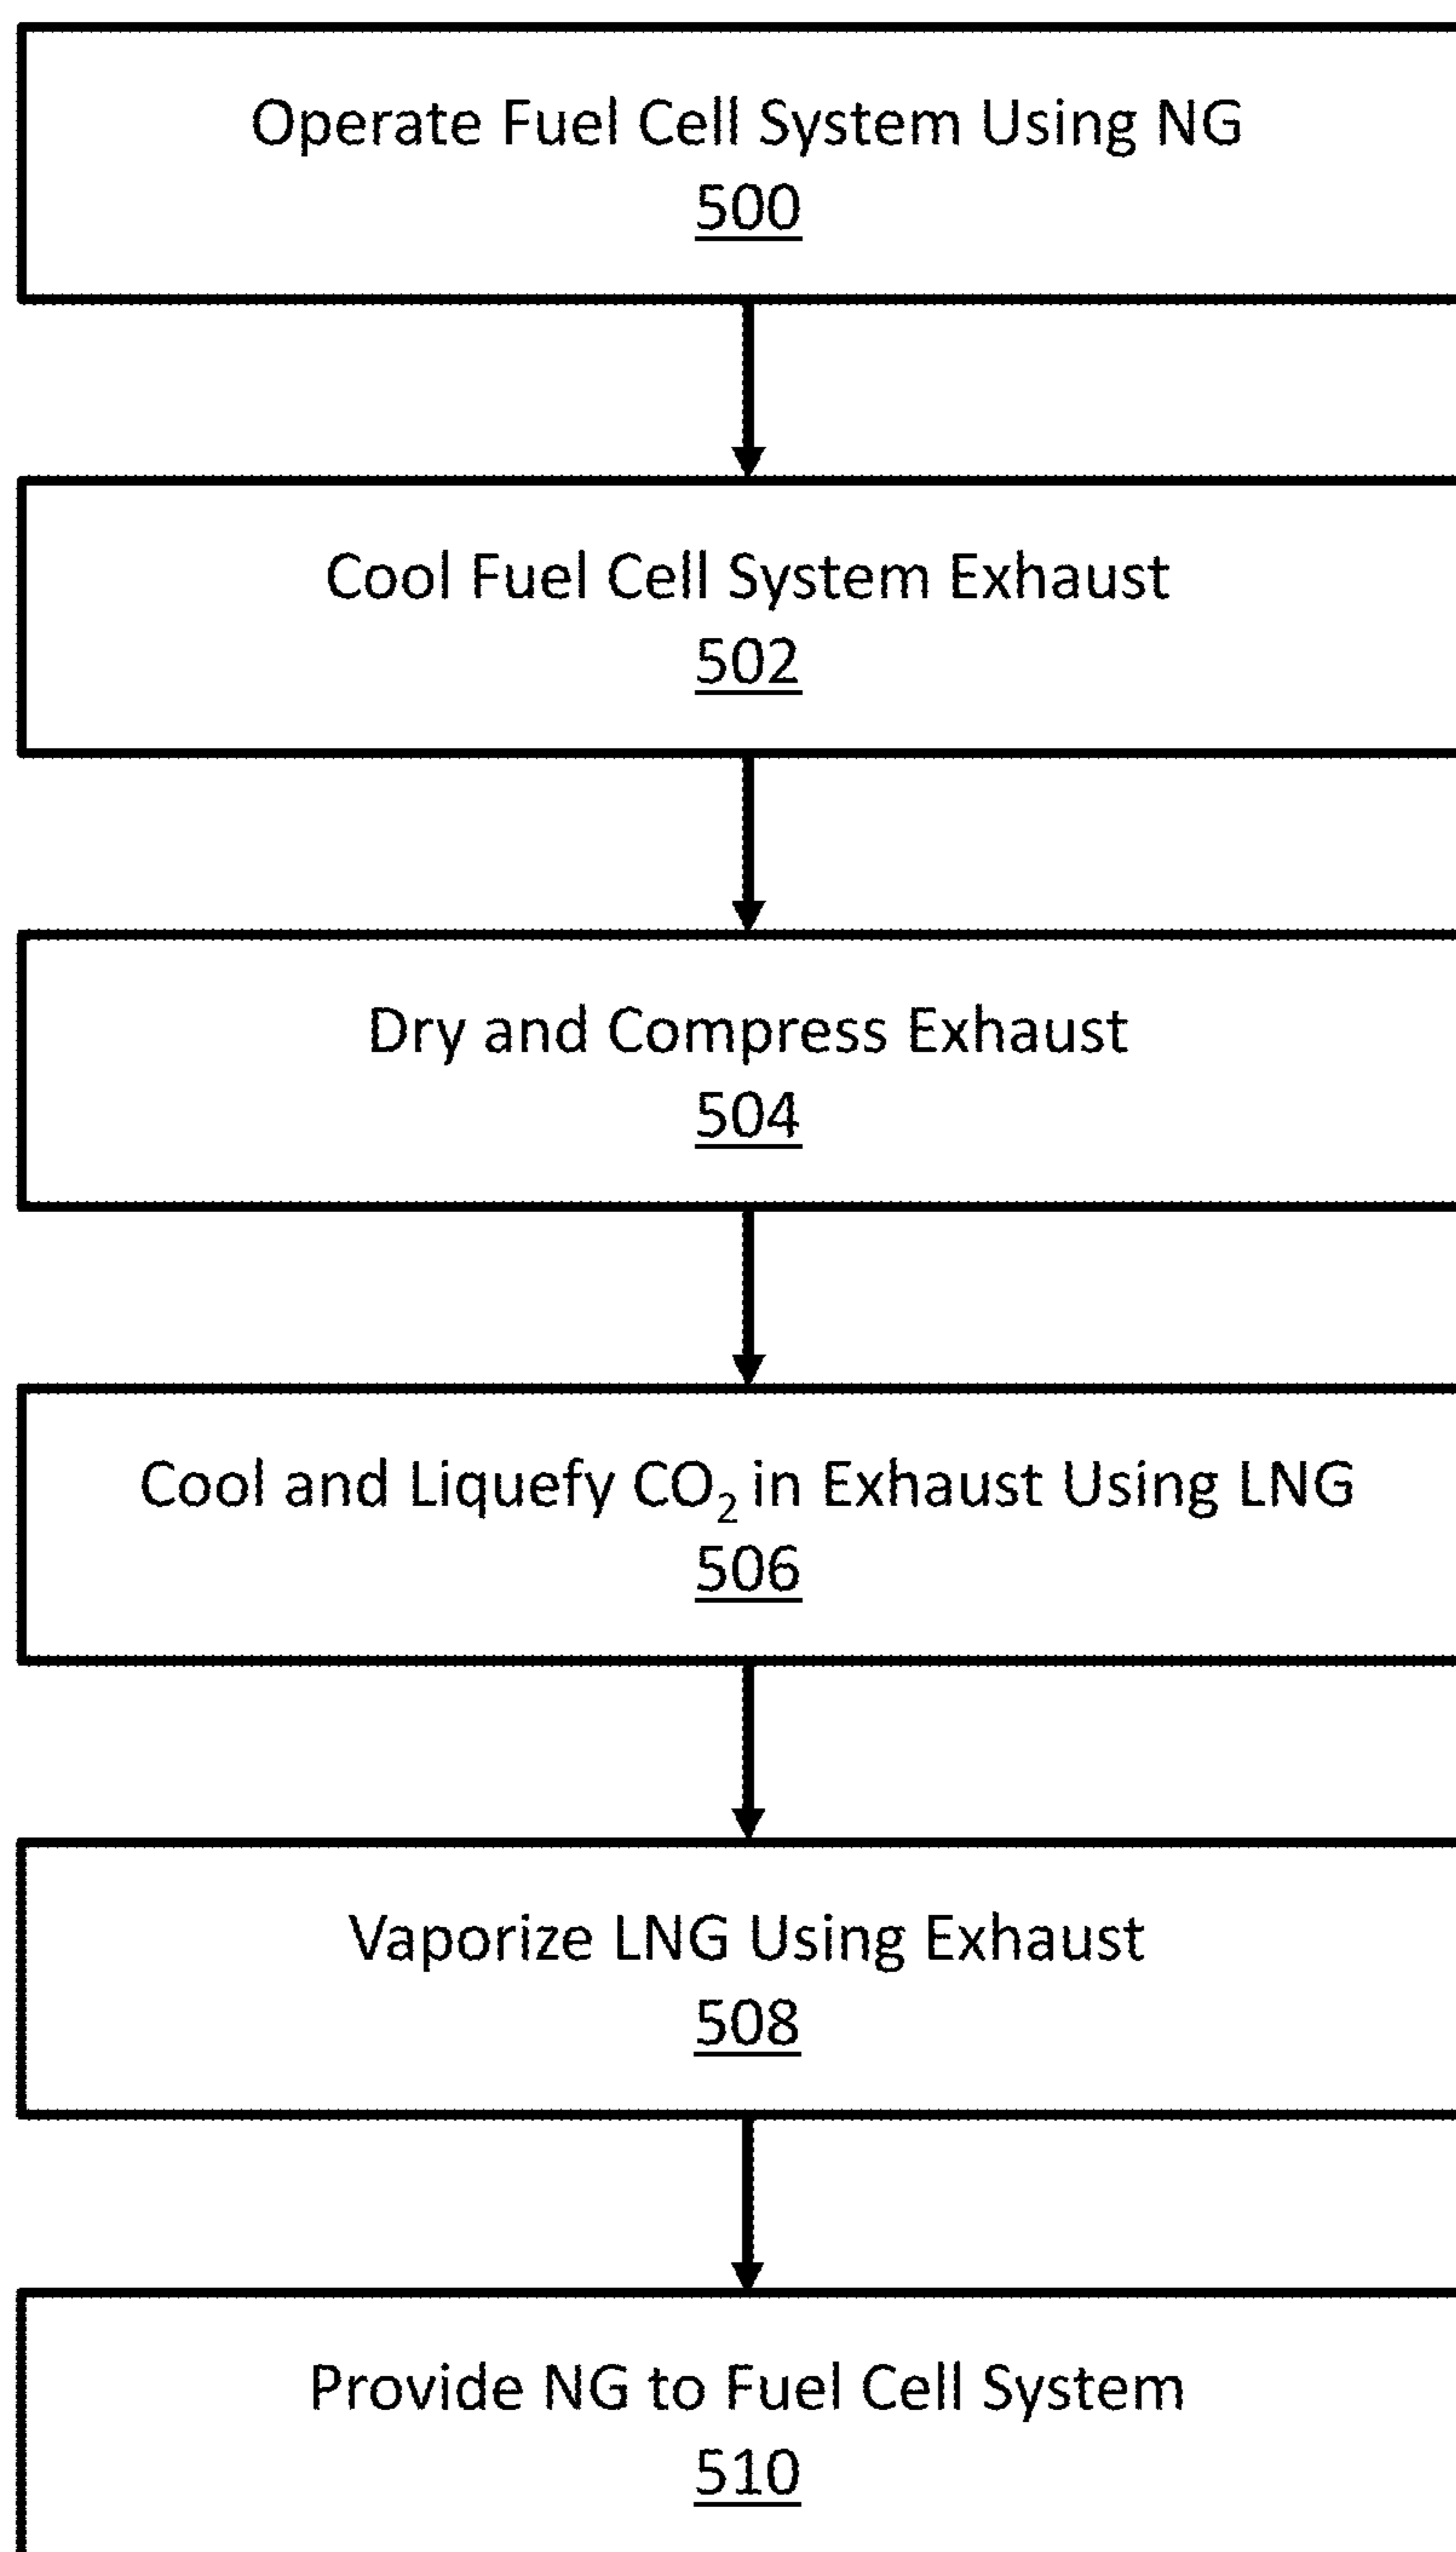 Operate Fuel Cell System Using NG
500
Cool Fuel Cell System Exhaust
502
Dry and Compress Exhaust
504
Cool and Liquefy CO₂ in Exhaust Using LNG
506
Vaporize LNG Using Exhaust
508
Provide NG to Fuel Cell System
510